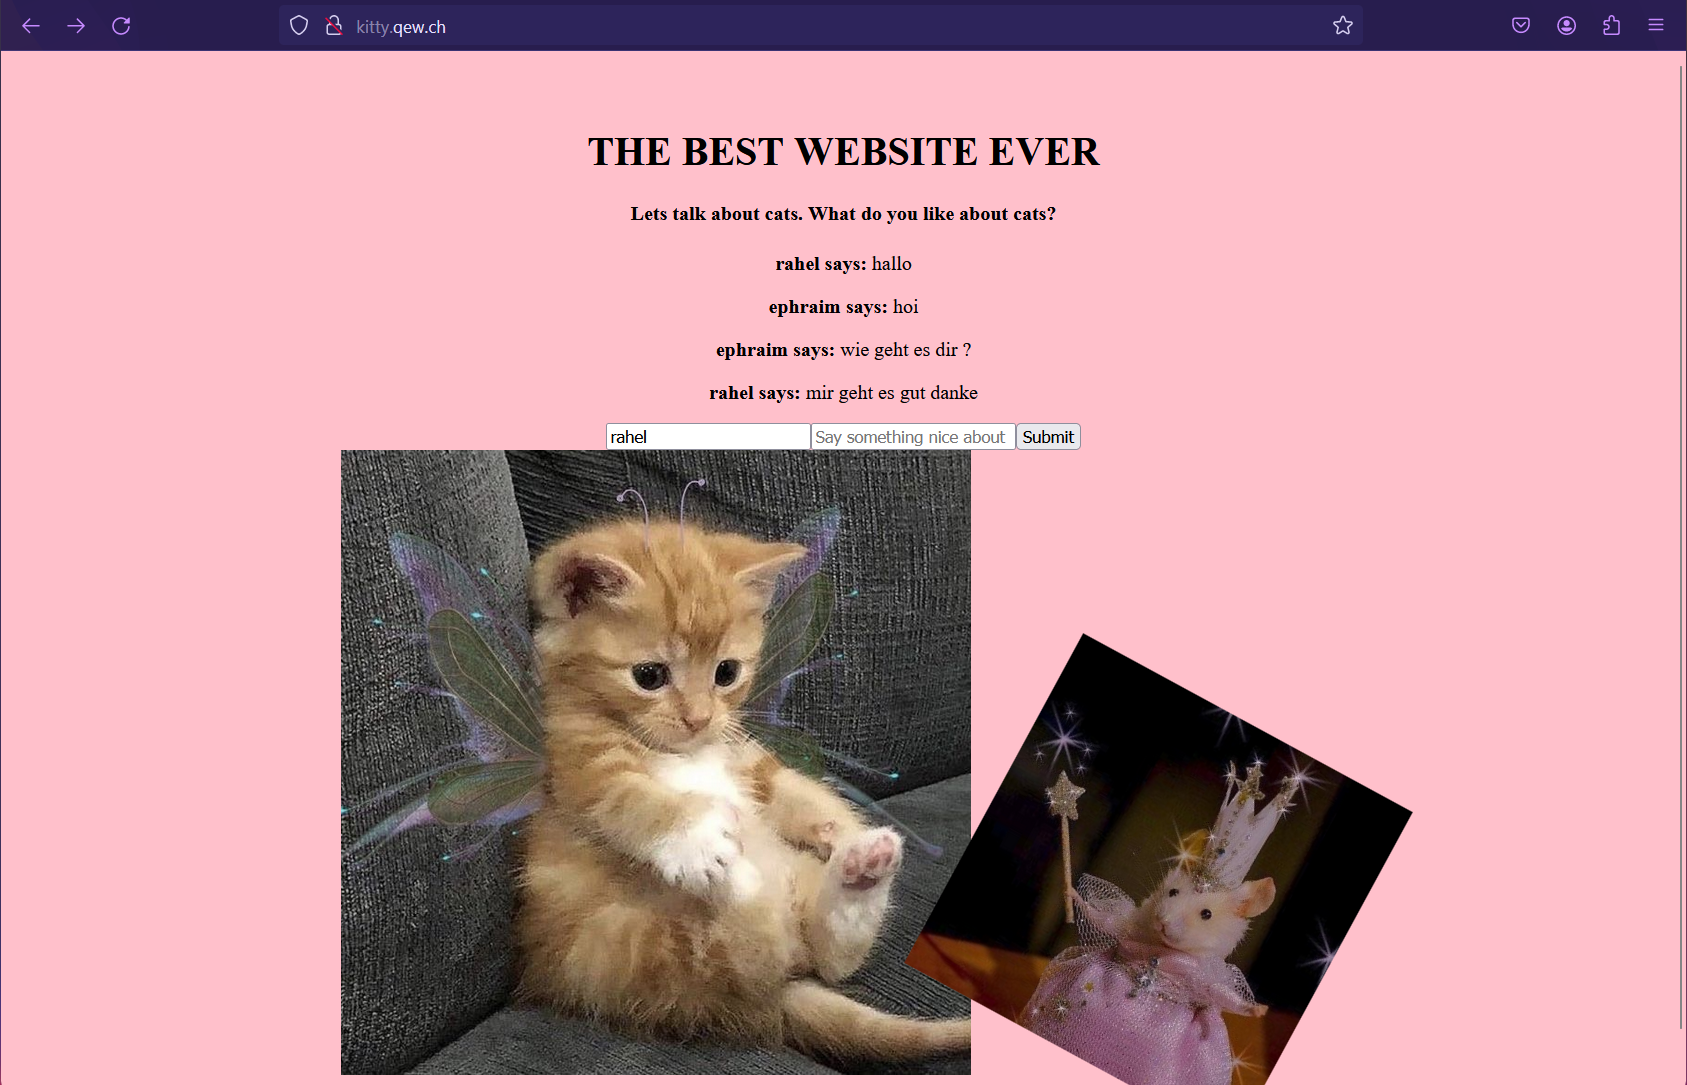 kitty.qew.ch
THE BEST WEBSITE EVER
Lets talk about cats. What do you like about cats?
rahel says: hallo
ephraim says: hoi
ephraim says: wie geht es dir ?
rahel says: mir geht es gut danke
rahel Say something nice about Submit